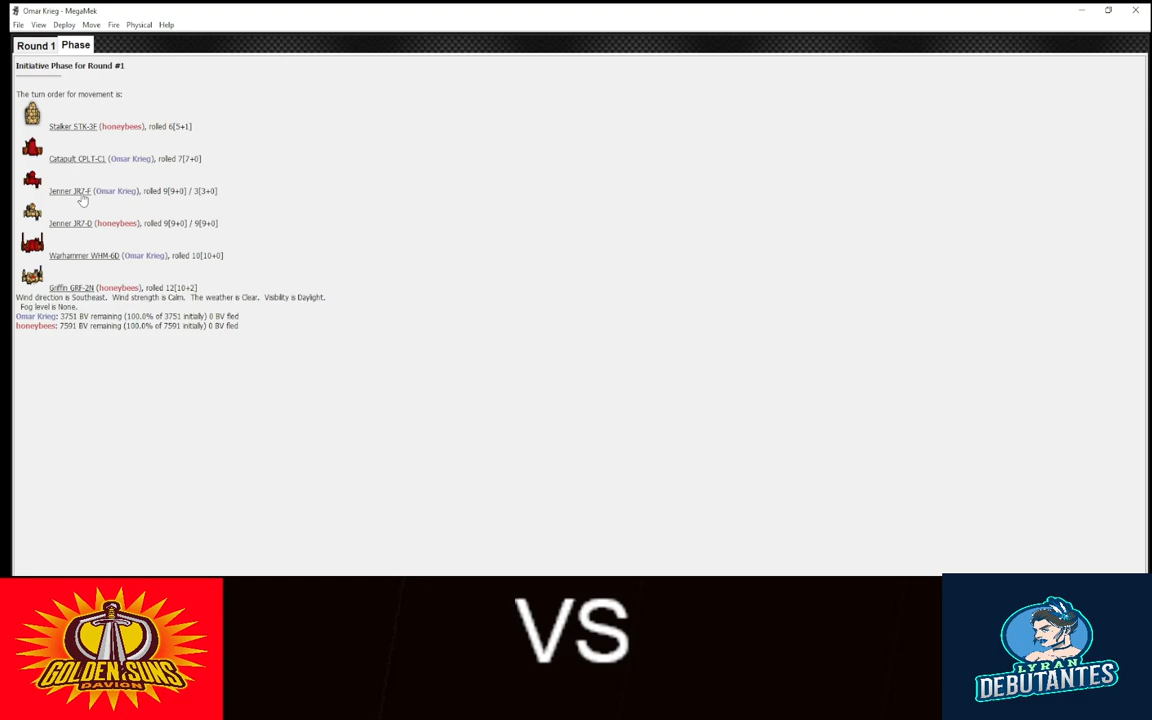 Omar Krieg - MegaMek
File View Deploy Move Fire Physical Help
Round 1 Phase
Initiative Phase for Round #1
The turn order for movement is:
Stalker STK-3F (honeybees), rolled 6[5+1]
Catapult CPLT-C1 (Omar Krieg), rolled 7[7+0]
Jenner JR7-F (Omar Krieg), rolled 9[9+0] / 3[3+0]
Jenner JR7-D (honeybees), rolled 9[9+0] / 9[9+0]
Warhammer WHM-6D (Omar Krieg), rolled 10[10+0]
Griffin GRF-2N (honeybees), rolled 12[10+2]
Wind direction is Southeast. Wind strength is Calm. The weather is Clear. Visibility is Daylight.
Fog level is None.
Omar Krieg: 3751 BV remaining (100.0% of 3751 initially) 0 BV fled
honeybees: 7591 BV remaining (100.0% of 7591 initially) 0 BV fled
VS
GOLDEN SUNS
DAVION
LYRAN
DEBUTANTES